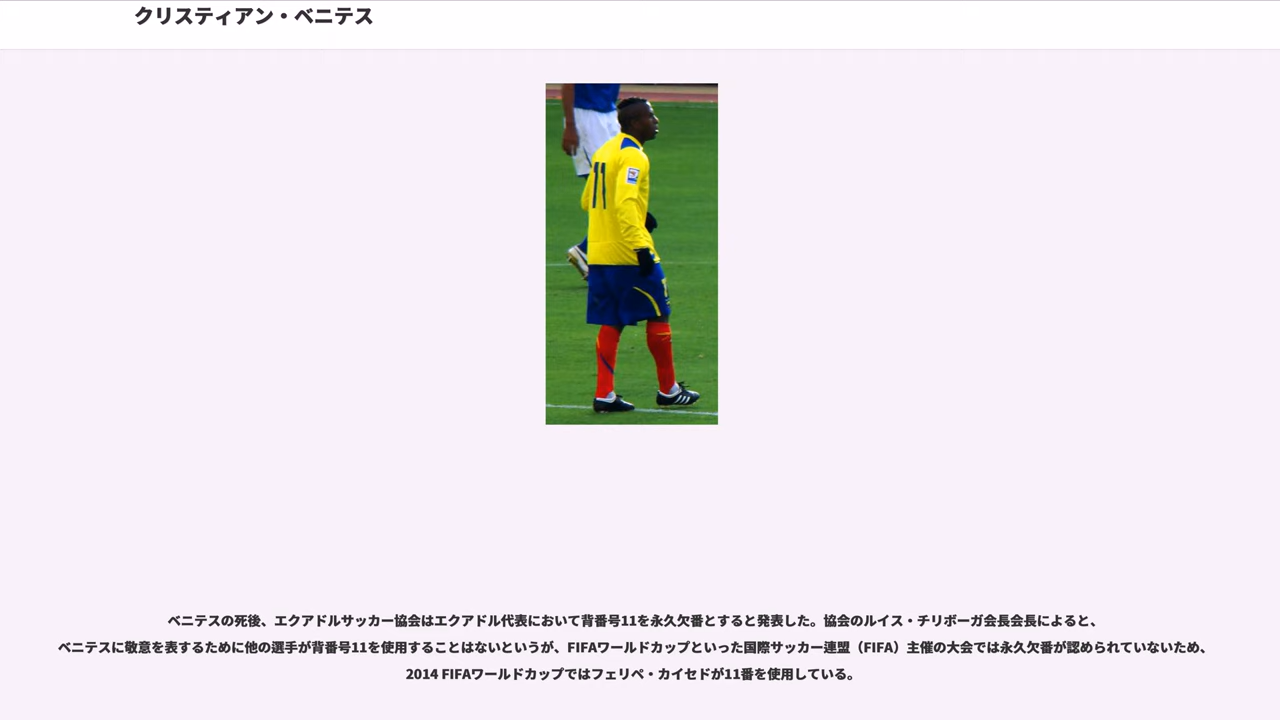 クリスティアン・ベニテス
11
ベニテスの死後、エクアドルサッカー協会はエクアドル代表において背番号11を永久欠番とすると発表した。協会のルイス・チリボーガ会長会長によると、
ベニテスに敬意を表するために他の選手が背番号11を使用することはないというが、FIFAワールドカップといった国際サッカー連盟（FIFA）主催の大会では永久欠番が認められていないため、
2014 FIFAワールドカップではフェリペ・カイセドが11番を使用している。